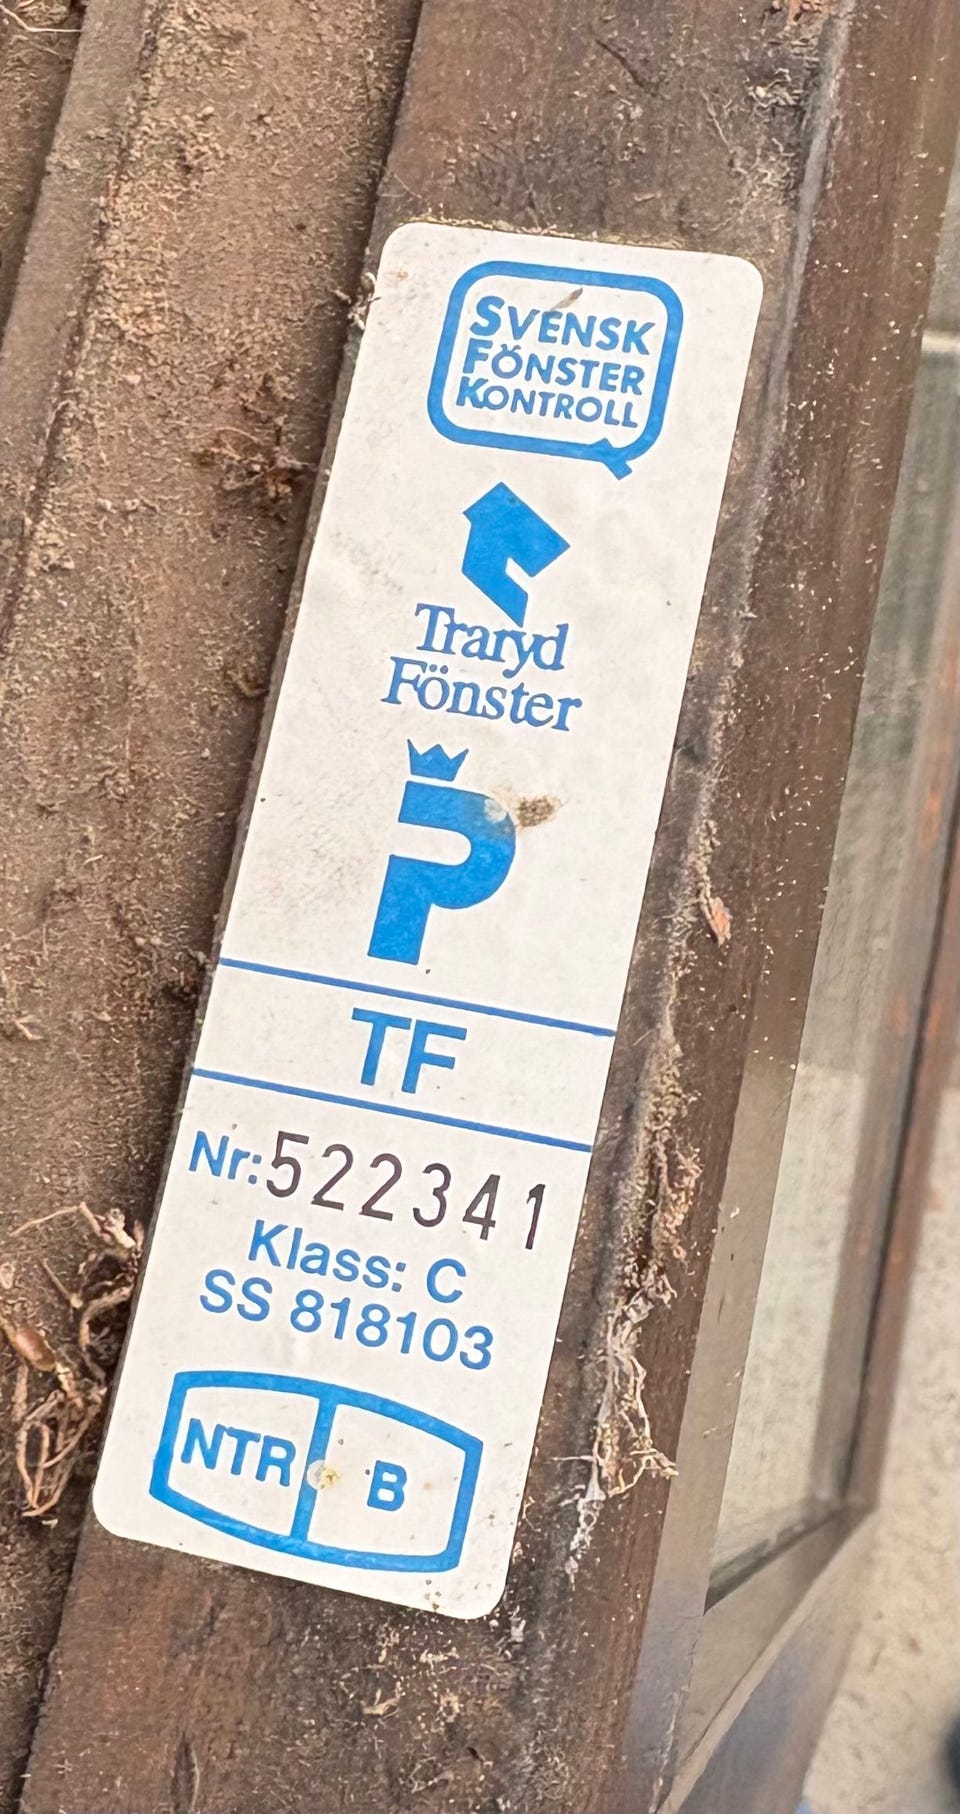 SVENSK
FÖNSTER
KONTROLL
Traryd
Fönster
P
TF
Nr: 522341
Klass: C
SS 818103
NTR B